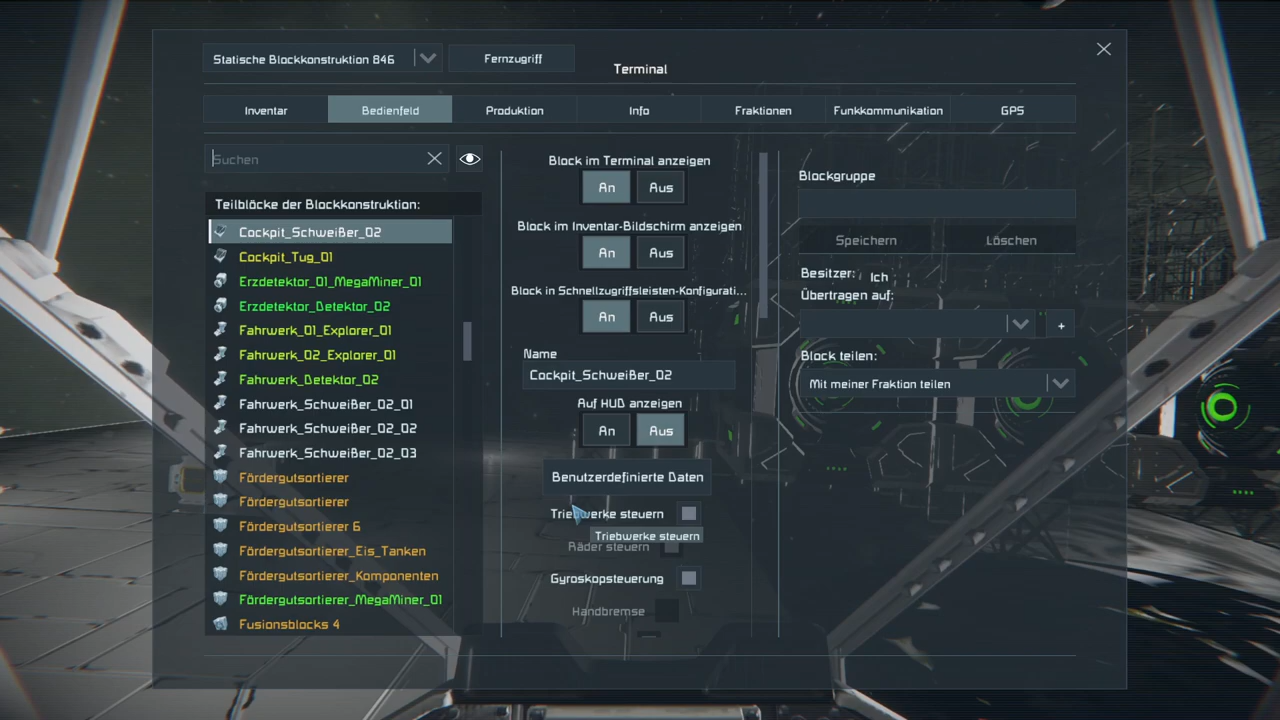 Statische Blockkonstruktion 846
Fernzugriff
Terminal
Inventar
Bedienfeld
Produktion
Info
Fraktionen
Funkkommunikation
GPS
Suchen
Teilblöcke der Blockkonstruktion:
Cockpit_Schweißer_02
Cockpit_Tug_01
Erzdetektor_01_MegaMiner_01
Erzdetektor_Detektor_02
Fahrwerk_01_Explorer_01
Fahrwerk_02_Explorer_01
Fahrwerk_Detektor_02
Fahrwerk_Schweißer_02_01
Fahrwerk_Schweißer_02_02
Fahrwerk_Schweißer_02_03
Fördergutsortierer
Fördergutsortierer
Fördergutsortierer 6
Fördergutsortierer_Eis_Tanken
Fördergutsortierer_Komponenten
Fördergutsortierer_MegaMiner_01
Fusionsblocks 4
Block im Terminal anzeigen
An Aus
Block im Inventar-Bildschirm anzeigen
An Aus
Block in Schnellzugriffsleisten-Konfigurati...
An Aus
Name
Cockpit_Schweißer_02
Auf HUD anzeigen
An Aus
Benutzerdefinierte Daten
Triebwerke steuern
Triebwerke steuern
Räder steuern
Gyroskopsteuerung
Handbremse
Blockgruppe
Speichern
Löschen
Besitzer: Ich
Übertragen auf:
+
Block teilen:
Mit meiner Fraktion teilen